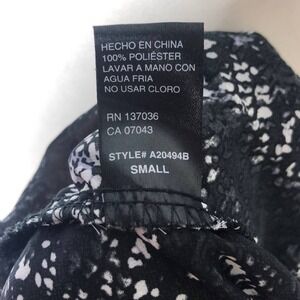 HECHO EN CHINA
100% POLIÉSTER
LAVAR A MANO CON
AGUA FRIA
NO USAR CLORO
RN 137036
CA 07043
STYLE# A20494B
SMALL